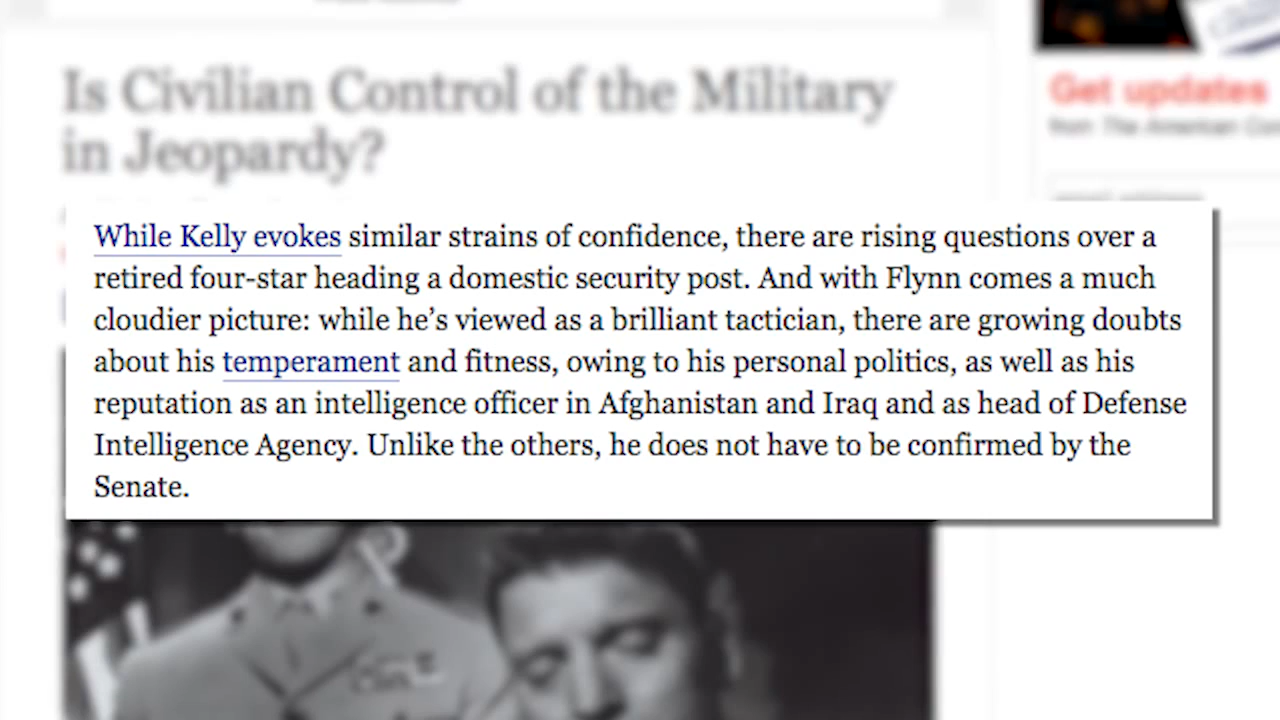 Is Civilian Control of the Military
in Jeopardy?
Get updates
from The American
While Kelly evokes similar strains of confidence, there are rising questions over a
retired four-star heading a domestic security post. And with Flynn comes a much
cloudier picture: while he’s viewed as a brilliant tactician, there are growing doubts
about his temperament and fitness, owing to his personal politics, as well as his
reputation as an intelligence officer in Afghanistan and Iraq and as head of Defense
Intelligence Agency. Unlike the others, he does not have to be confirmed by the
Senate.